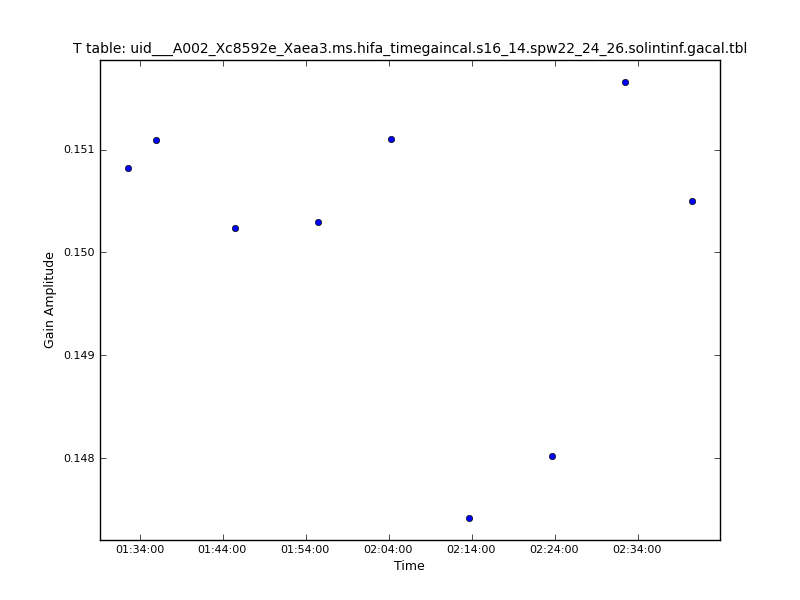 T table: uid___A002_Xc8592e_Xaea3.ms.hifa_timegaincal.s16_14.spw22_24_26.solintinf.gacal.tbl
0.151
0.150
0.149
0.148
Gain Amplitude
01:34:00 01:44:00 01:54:00 02:04:00 02:14:00 02:24:00 02:34:00
Time